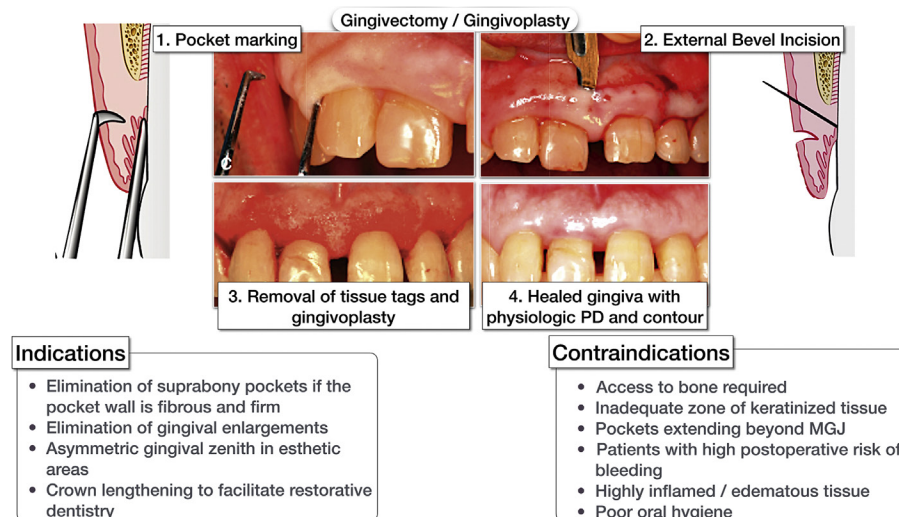 Gingivectomy / Gingivoplasty
1. Pocket marking
2. External Bevel Incision
3. Removal of tissue tags and
gingivoplasty
4. Healed gingiva with
physiologic PD and contour
Indications
• Elimination of suprabony pockets if the
pocket wall is fibrous and firm
• Elimination of gingival enlargements
• Asymmetric gingival zenith in esthetic
areas
• Crown lengthening to facilitate restorative
dentistry
Contraindications
• Access to bone required
• Inadequate zone of keratinized tissue
• Pockets extending beyond MGJ
• Patients with high postoperative risk of
bleeding
• Highly inflamed / edematous tissue
• Poor oral hygiene